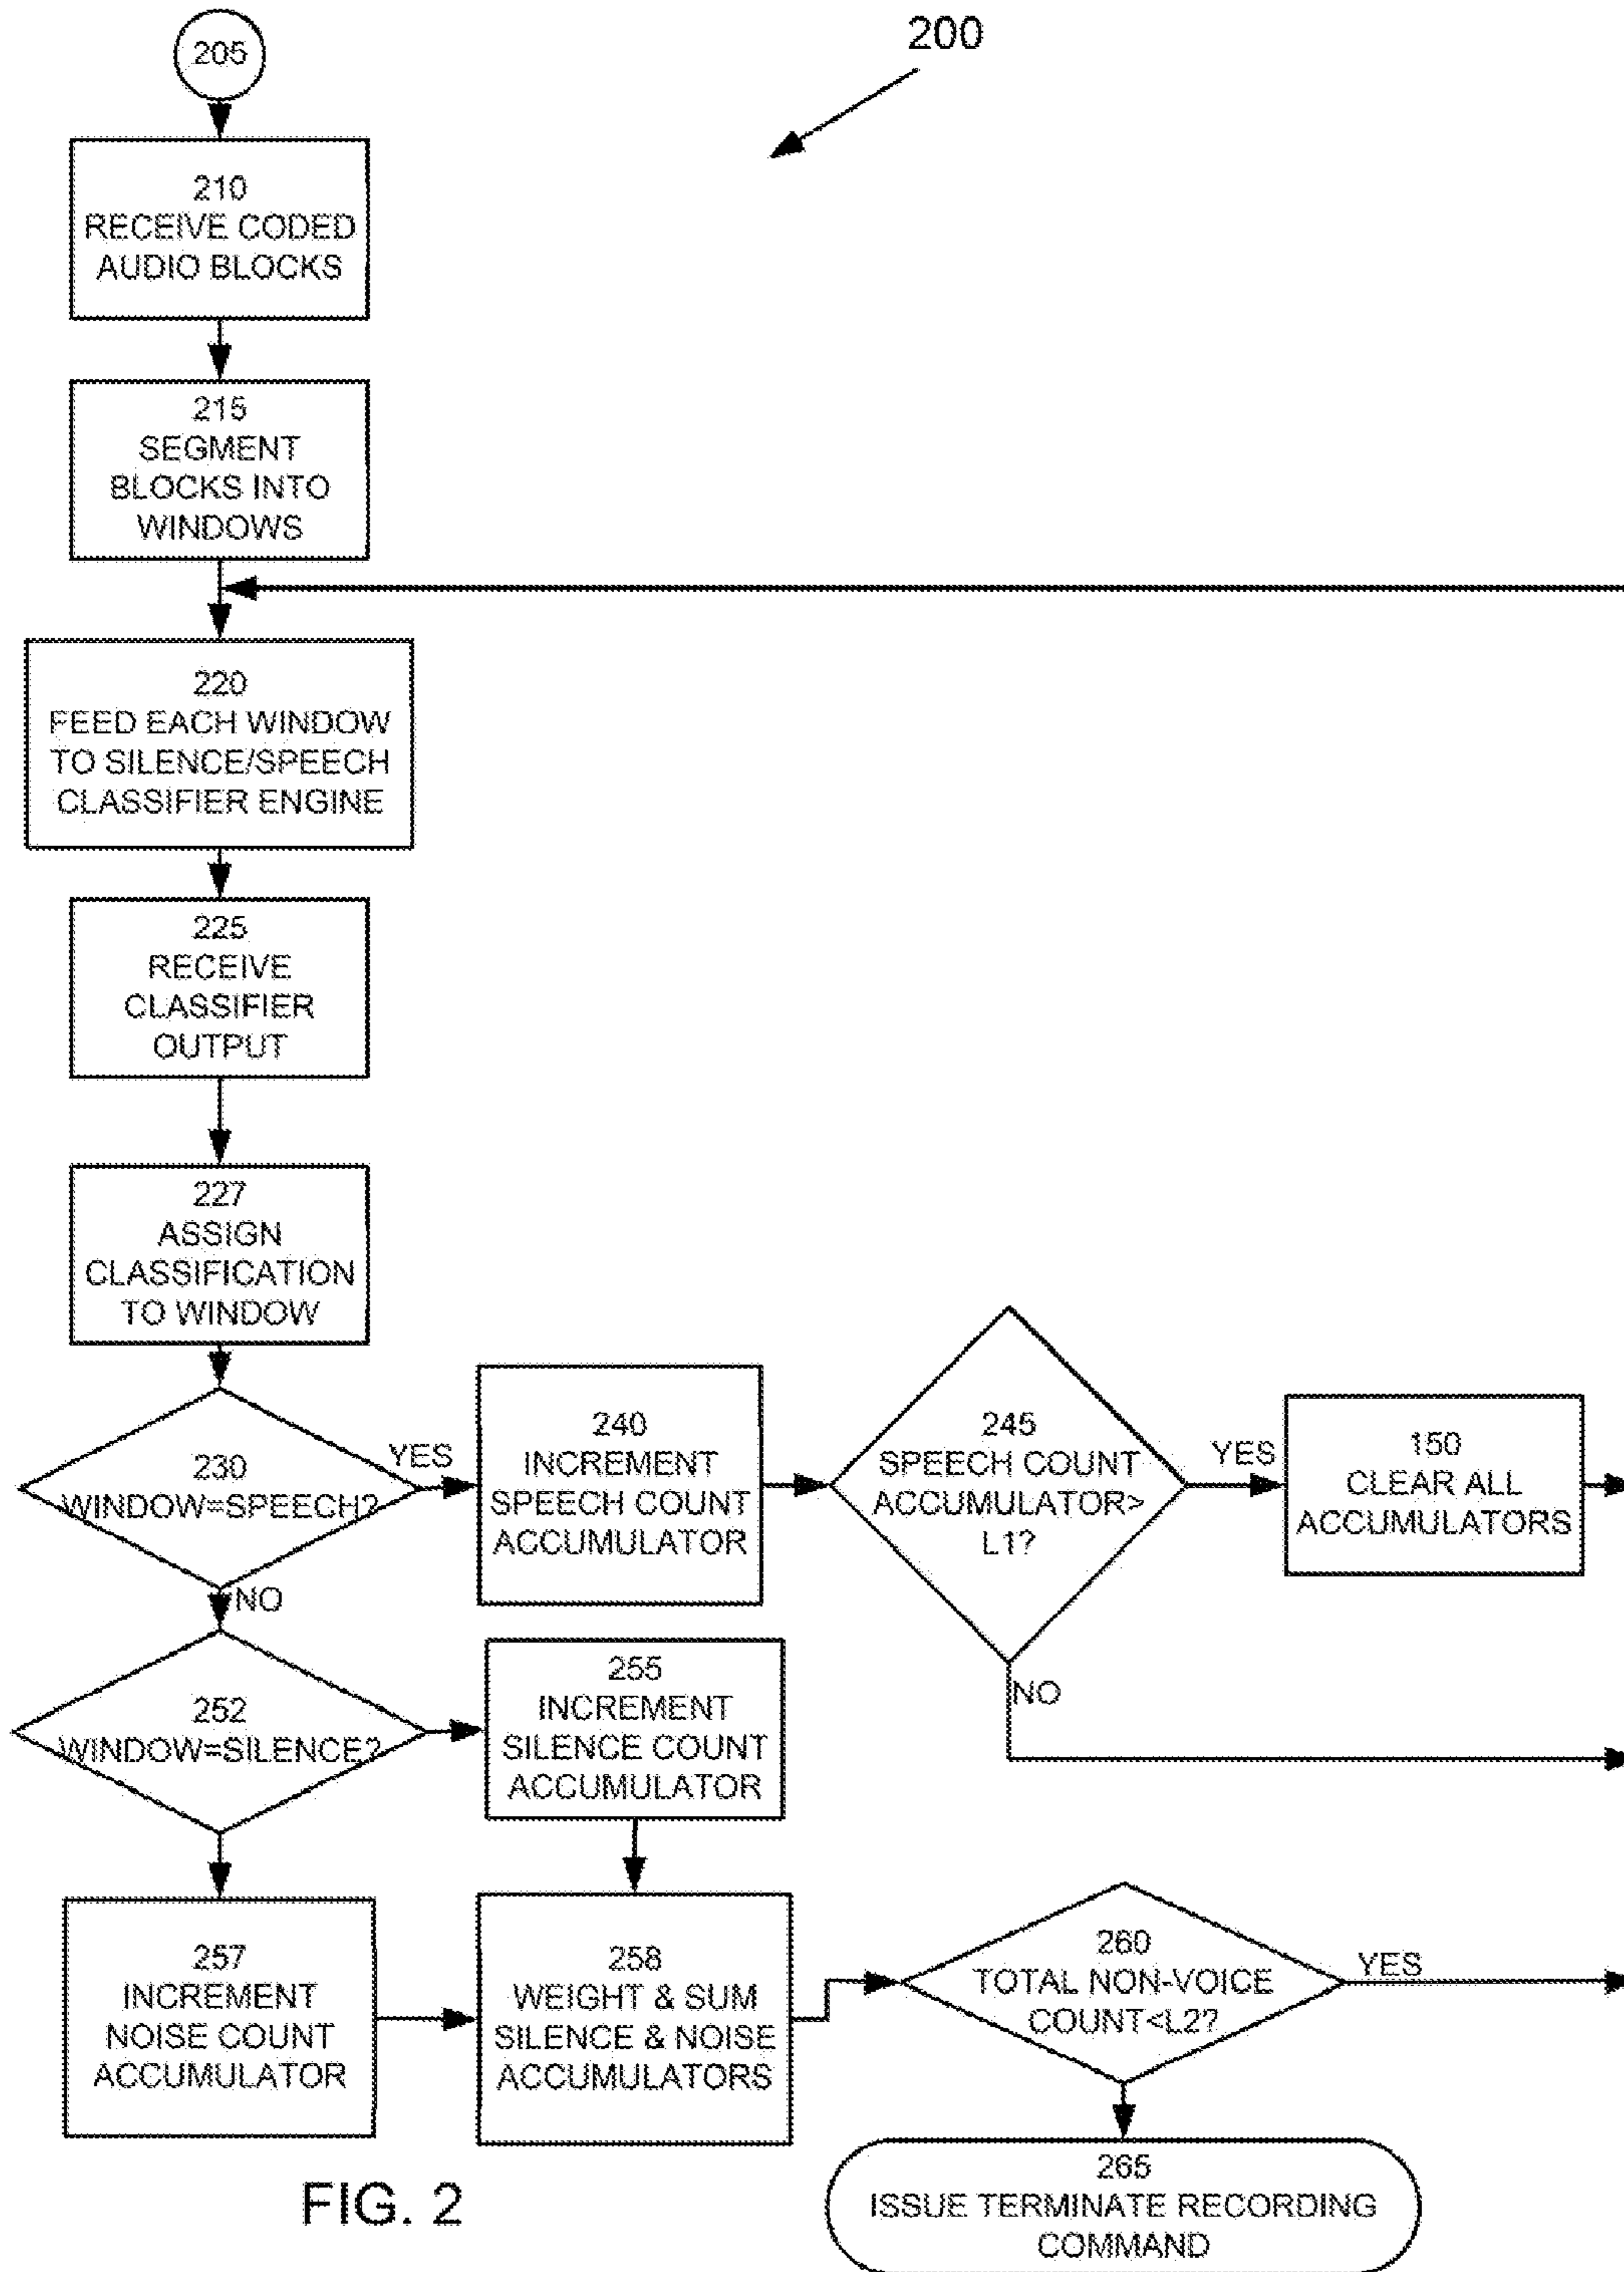 200
205
210
RECEIVE CODED
AUDIO BLOCKS
215
SEGMENT
BLOCKS INTO
WINDOWS
220
FEED EACH WINDOW
TO SILENCE/SPEECH
CLASSIFIER ENGINE
225
RECEIVE
CLASSIFIER
OUTPUT
227
ASSIGN
CLASSIFICATION
TO WINDOW
230
WINDOW=SPEECH?
YES
240
INCREMENT
SPEECH COUNT
ACCUMULATOR
245
SPEECH COUNT
ACCUMULATOR>
L1?
YES
150
CLEAR ALL
ACCUMULATORS
NO
NO
252
WINDOW=SILENCE?
255
INCREMENT
SILENCE COUNT
ACCUMULATOR
257
INCREMENT
NOISE COUNT
ACCUMULATOR
258
WEIGHT & SUM
SILENCE & NOISE
ACCUMULATORS
260
TOTAL NON-VOICE
COUNT<L2?
YES
265
ISSUE TERMINATE RECORDING
COMMAND
FIG. 2